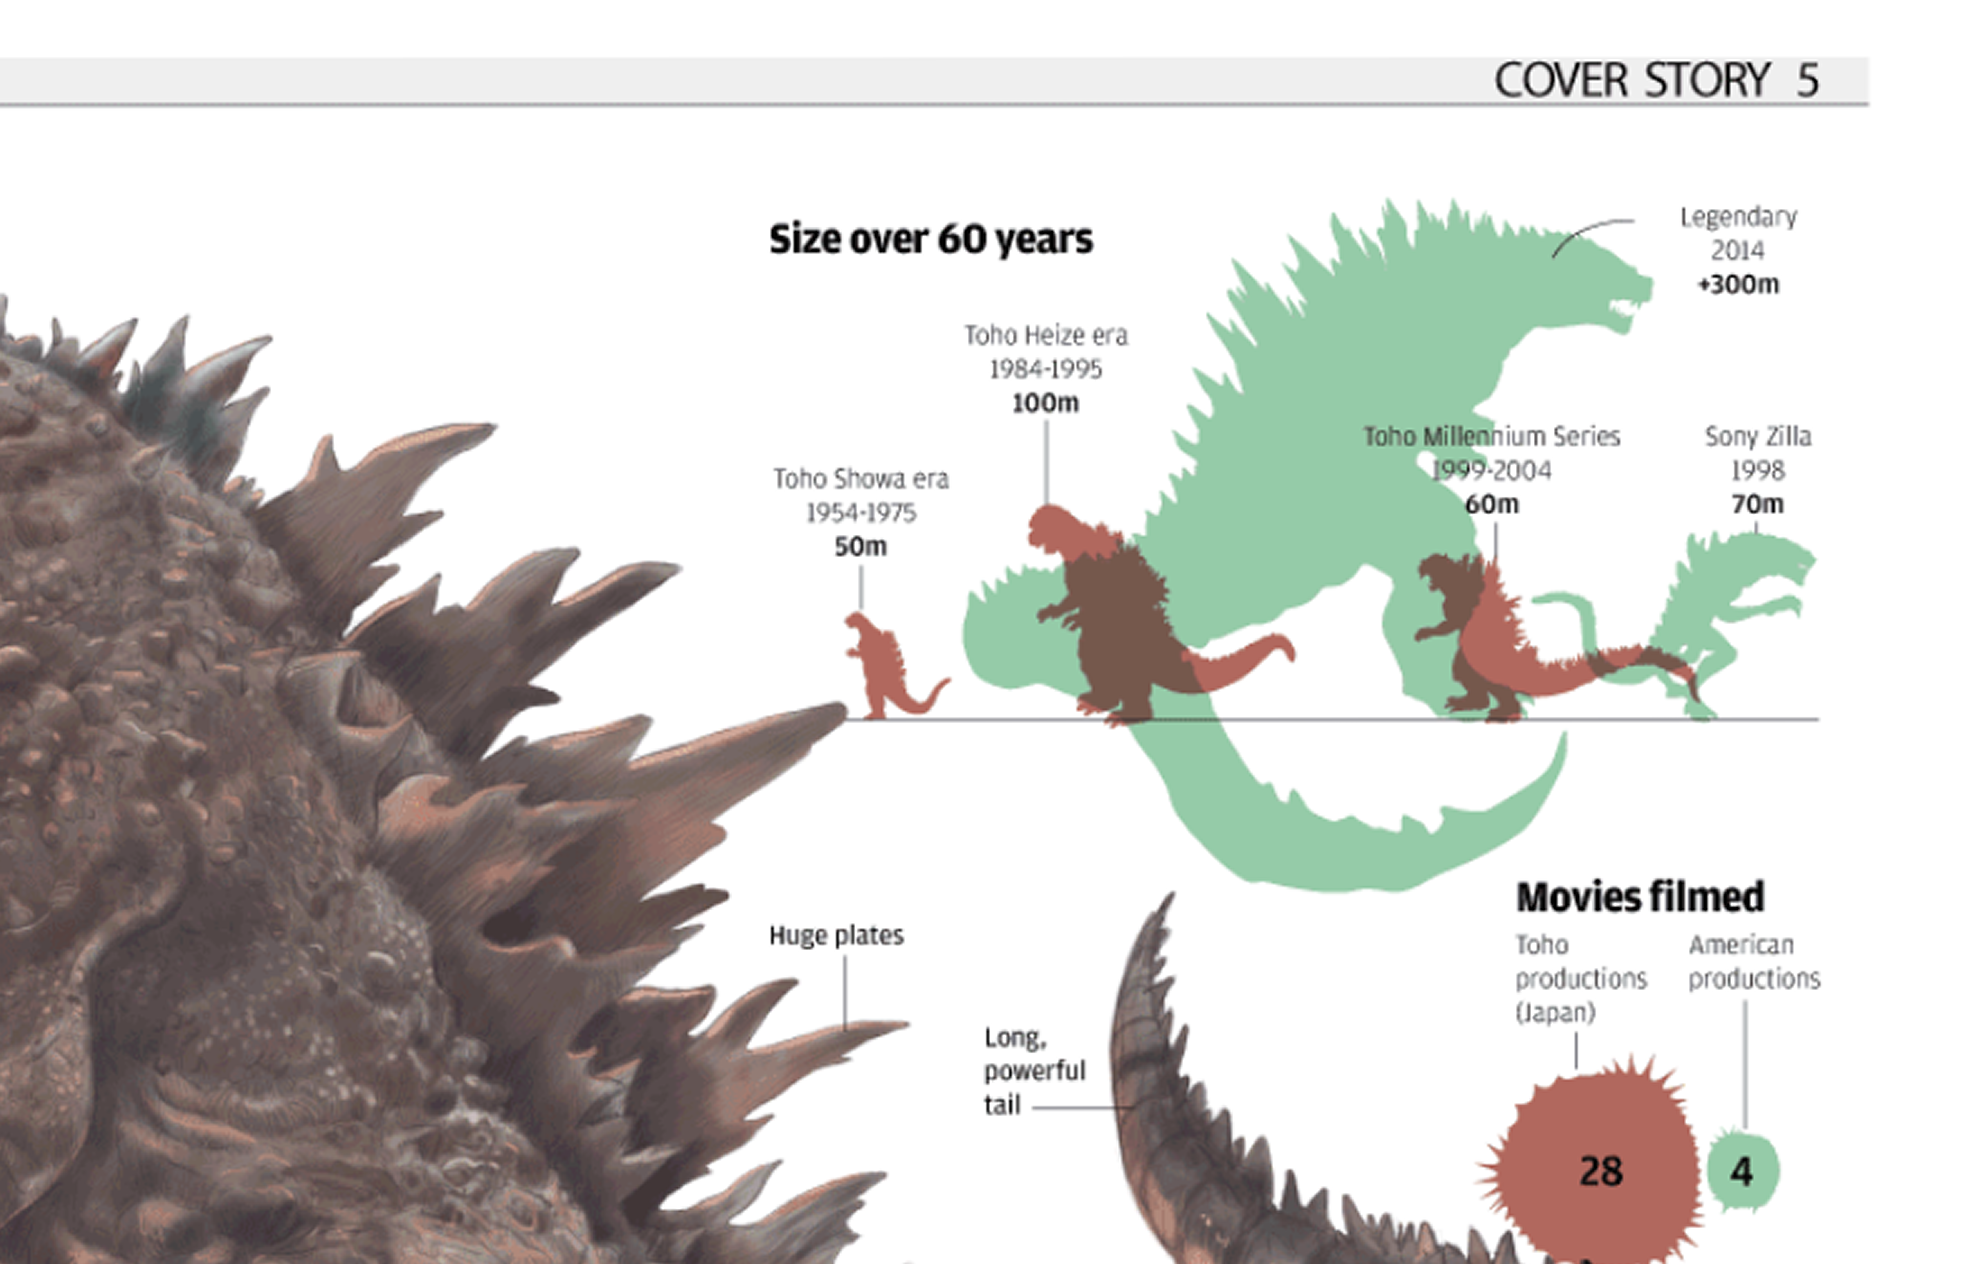 COVER STORY 5
Size over 60 years
Legendary
2014
+300m
Toho Heize era
1984-1995
100m
Toho Millennium Series
1999-2004
60m
Sony Zilla
1998
70m
Toho Showa era
1954-1975
50m
Huge plates
Long,
powerful
tail
Movies filmed
Toho
productions
(Japan)
American
productions
28
4